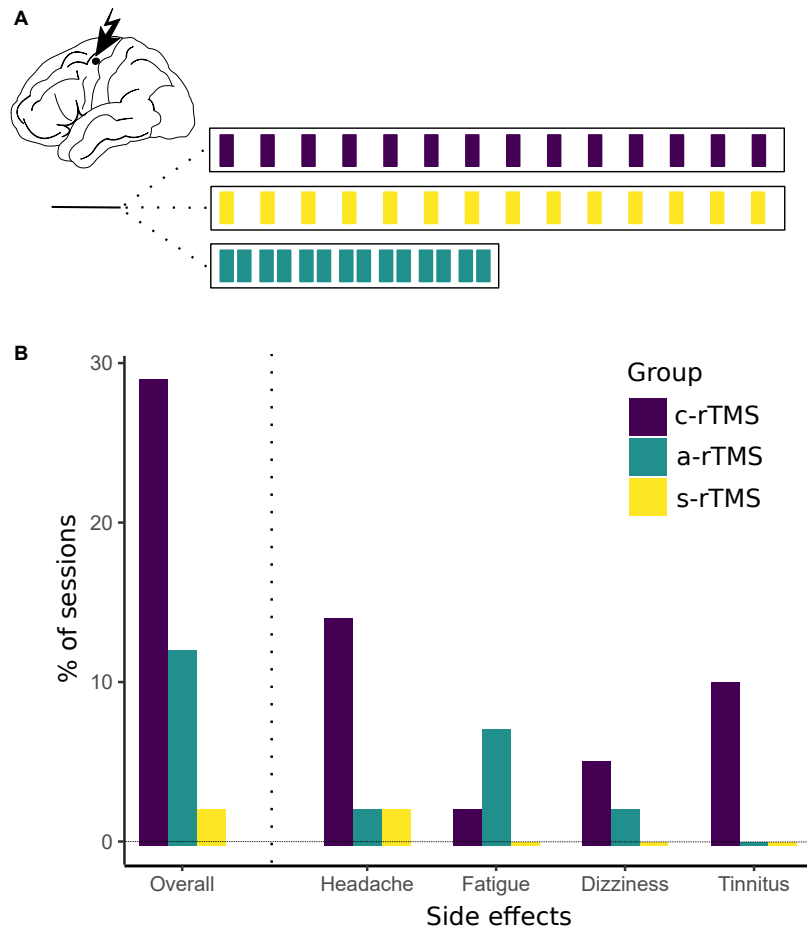 A
B
30
20
10
0
% of sessions
Group
c-rTMS
a-rTMS
s-rTMS
Overall
Headache
Fatigue
Dizziness
Tinnitus
Side effects